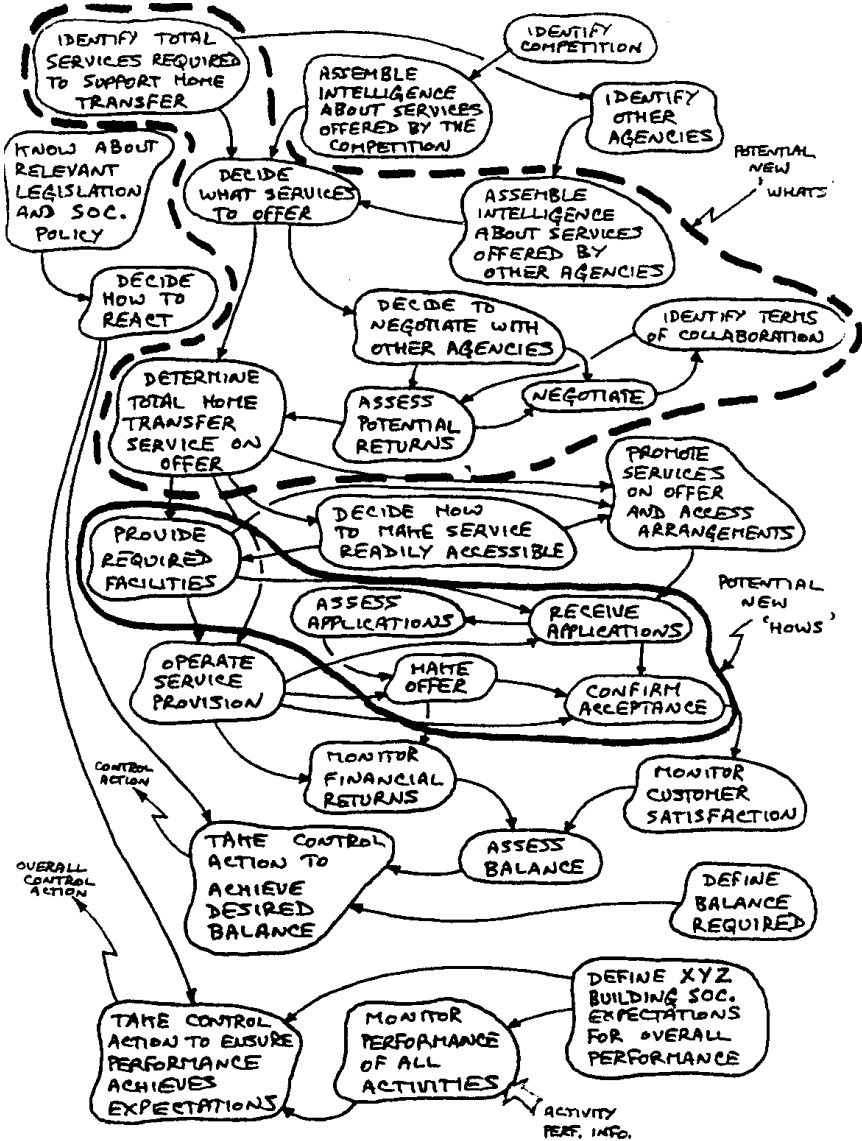 IDENTIFY TOTAL
SERVICES REQUIRED
TO SUPPORT HOME
TRANSFER
IDENTIFY
COMPETITION
ASSEMBLE
INTELLIGENCE
ABOUT SERVICES
OFFERED BY THE
COMPETITION
IDENTIFY
OTHER
AGENCIES
KNOW ABOUT
RELEVANT
LEGISLATION
AND SOC.
POLICY
DECIDE
WHAT SERVICES
TO OFFER
ASSEMBLE
INTELLIGENCE
ABOUT SERVICES
OFFERED BY
OTHER AGENCIES
POTENTIAL
NEW
'WHATS'
DECIDE
HOW TO
REACT
DECIDE TO
NEGOTIATE WITH
OTHER AGENCIES
IDENTIFY TERMS
OF COLLABORATION
DETERMINE
TOTAL HOME
TRANSFER
SERVICE ON
OFFER
ASSESS
POTENTIAL
RETURNS
NEGOTIATE
PROMOTE
SERVICES
ON OFFER
AND ACCESS
ARRANGEMENTS
DECIDE HOW
TO MAKE SERVICE
READILY ACCESSIBLE
PROVIDE
REQUIRED
FACILITIES
ASSESS
APPLICATIONS
RECEIVE
APPLICATIONS
POTENTIAL
NEW
'HOWS'
OPERATE
SERVICE
PROVISION
MAKE
OFFER
CONFIRM
ACCEPTANCE
MONITOR
FINANCIAL
RETURNS
MONITOR
CUSTOMER
SATISFACTION
CONTROL
ACTION
TAKE CONTROL
ACTION TO
ACHIEVE
DESIRED
BALANCE
ASSESS
BALANCE
DEFINE
BALANCE
REQUIRED
OVERALL
CONTROL
ACTION
TAKE CONTROL
ACTION TO ENSURE
PERFORMANCE
ACHIEVES
EXPECTATIONS
MONITOR
PERFORMANCE
OF ALL
ACTIVITIES
DEFINE XYZ
BUILDING SOC.
EXPECTATIONS
FOR OVERALL
PERFORMANCE
ACTIVITY
PERF. INFO.